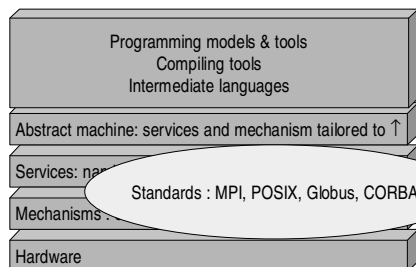 Programming models & tools
Compiling tools
Intermediate languages
Abstract machine: services and mechanism tailored to ↑
Services:
Standards : MPI, POSIX, Globus, CORBA
Mechanisms :
Hardware